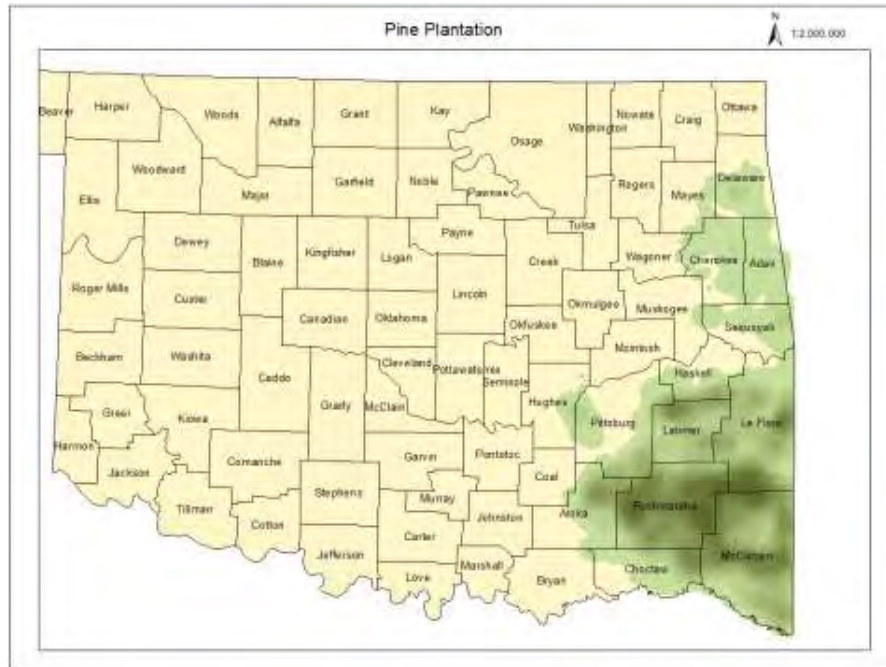 Pine Plantation
N
1:2,000,000
Beaver
Harper
Woods
Alfalfa
Grant
Kay
Osage
Washington
Nowata
Craig
Ottawa
Ellis
Woodward
Major
Garfield
Noble
Pawnee
Rogers
Mayes
Delaware
Dewey
Blaine
Kingfisher
Logan
Payne
Creek
Tulsa
Wagoner
Cherokee
Adair
Roger Mills
Custer
Canadian
Oklahoma
Lincoln
Okfuskee
Okmulgee
Muskogee
Sequoyah
Beckham
Washita
Caddo
Grady
Cleveland
McClain
Seminole
Hughes
McIntosh
Haskell
Pittsburg
Latimer
Le Flore
Harmon
Greer
Kiowa
Jackson
Comanche
Tillman
Cotton
Stephens
Garvin
Murray
Pontotoc
Coal
Atoka
Pushmataha
McCurtain
Jefferson
Carter
Johnston
Love
Marshall
Bryan
Choctaw